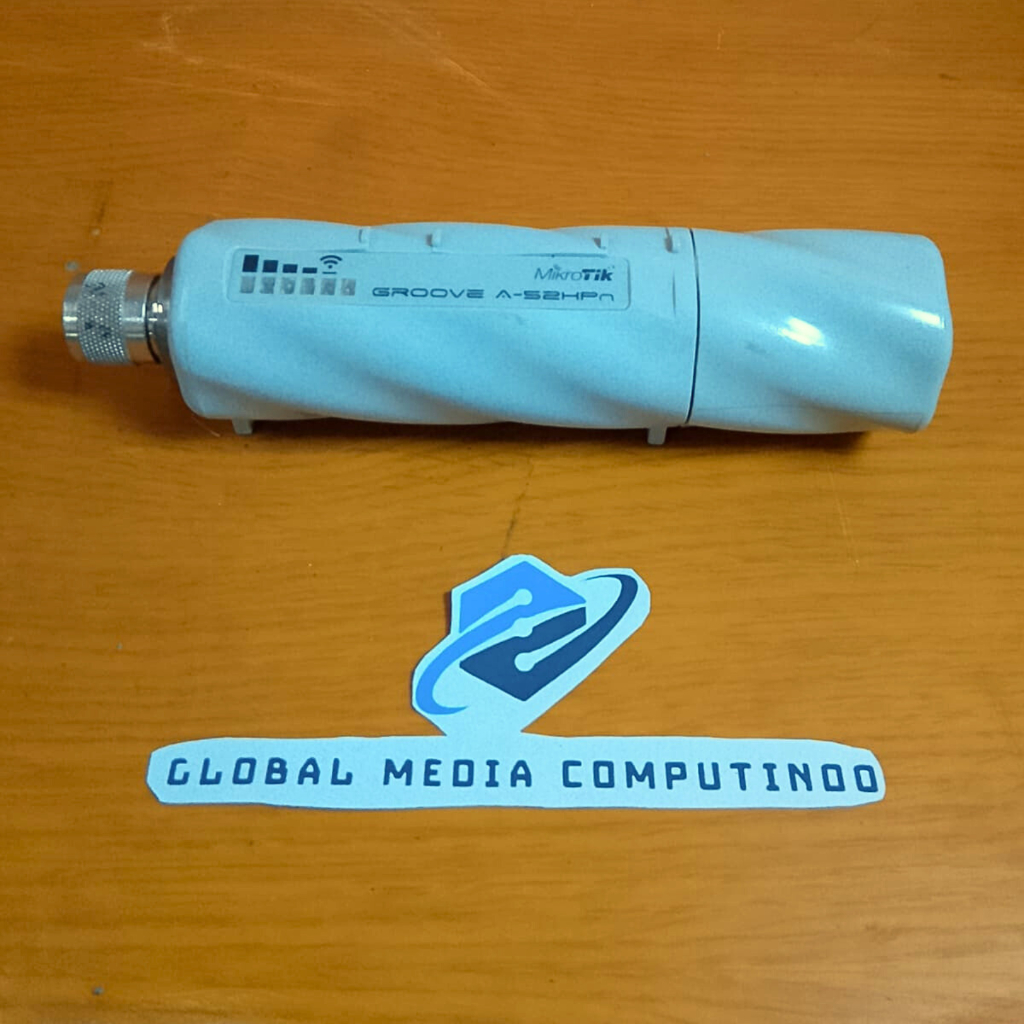 MikroTik
GROOVE A-52HPn
GLOBAL MEDIA COMPUTINDO